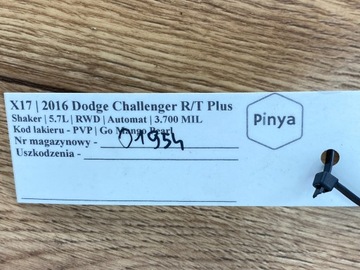 X17 | 2016 Dodge Challenger R/T Plus
Shaker | 5.7L | RWD | Automat | 3,700 MIL
Kod lakieru - PVP | Go Mango Pearl
Nr magazynowy - 01954
Uszkodzenia -
Pinya